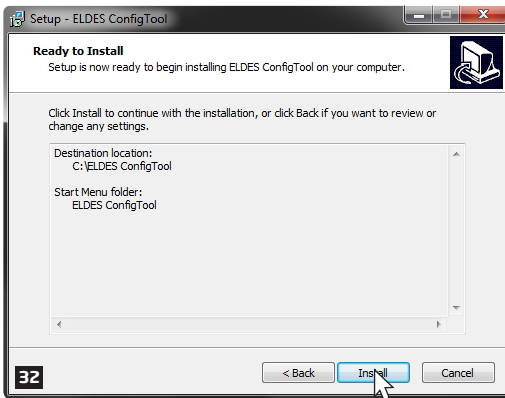 Setup - ELDES ConfigTool
Ready to Install
Setup is now ready to begin installing ELDES ConfigTool on your computer.
Click Install to continue with the installation, or click Back if you want to review or
change any settings.
Destination location:
C:\ELDES ConfigTool
Start Menu folder:
ELDES ConfigTool
32
< Back
Install
Cancel